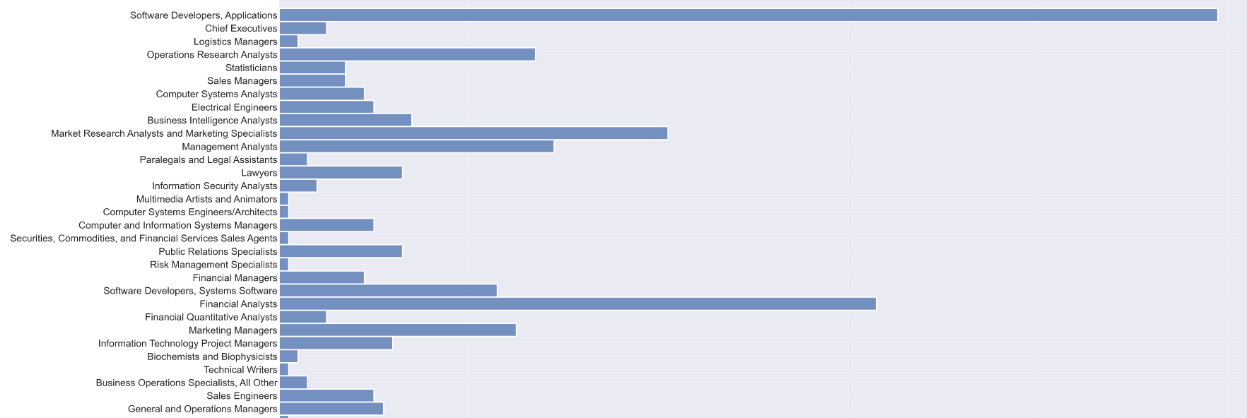 Software Developers, Applications
Chief Executives
Logistics Managers
Operations Research Analysts
Statisticians
Sales Managers
Computer Systems Analysts
Electrical Engineers
Business Intelligence Analysts
Market Research Analysts and Marketing Specialists
Management Analysts
Paralegals and Legal Assistants
Lawyers
Information Security Analysts
Multimedia Artists and Animators
Computer Systems Engineers/Architects
Computer and Information Systems Managers
Securities, Commodities, and Financial Services Sales Agents
Public Relations Specialists
Risk Management Specialists
Financial Managers
Software Developers, Systems Software
Financial Analysts
Financial Quantitative Analysts
Marketing Managers
Information Technology Project Managers
Biochemists and Biophysicists
Technical Writers
Business Operations Specialists, All Other
Sales Engineers
General and Operations Managers